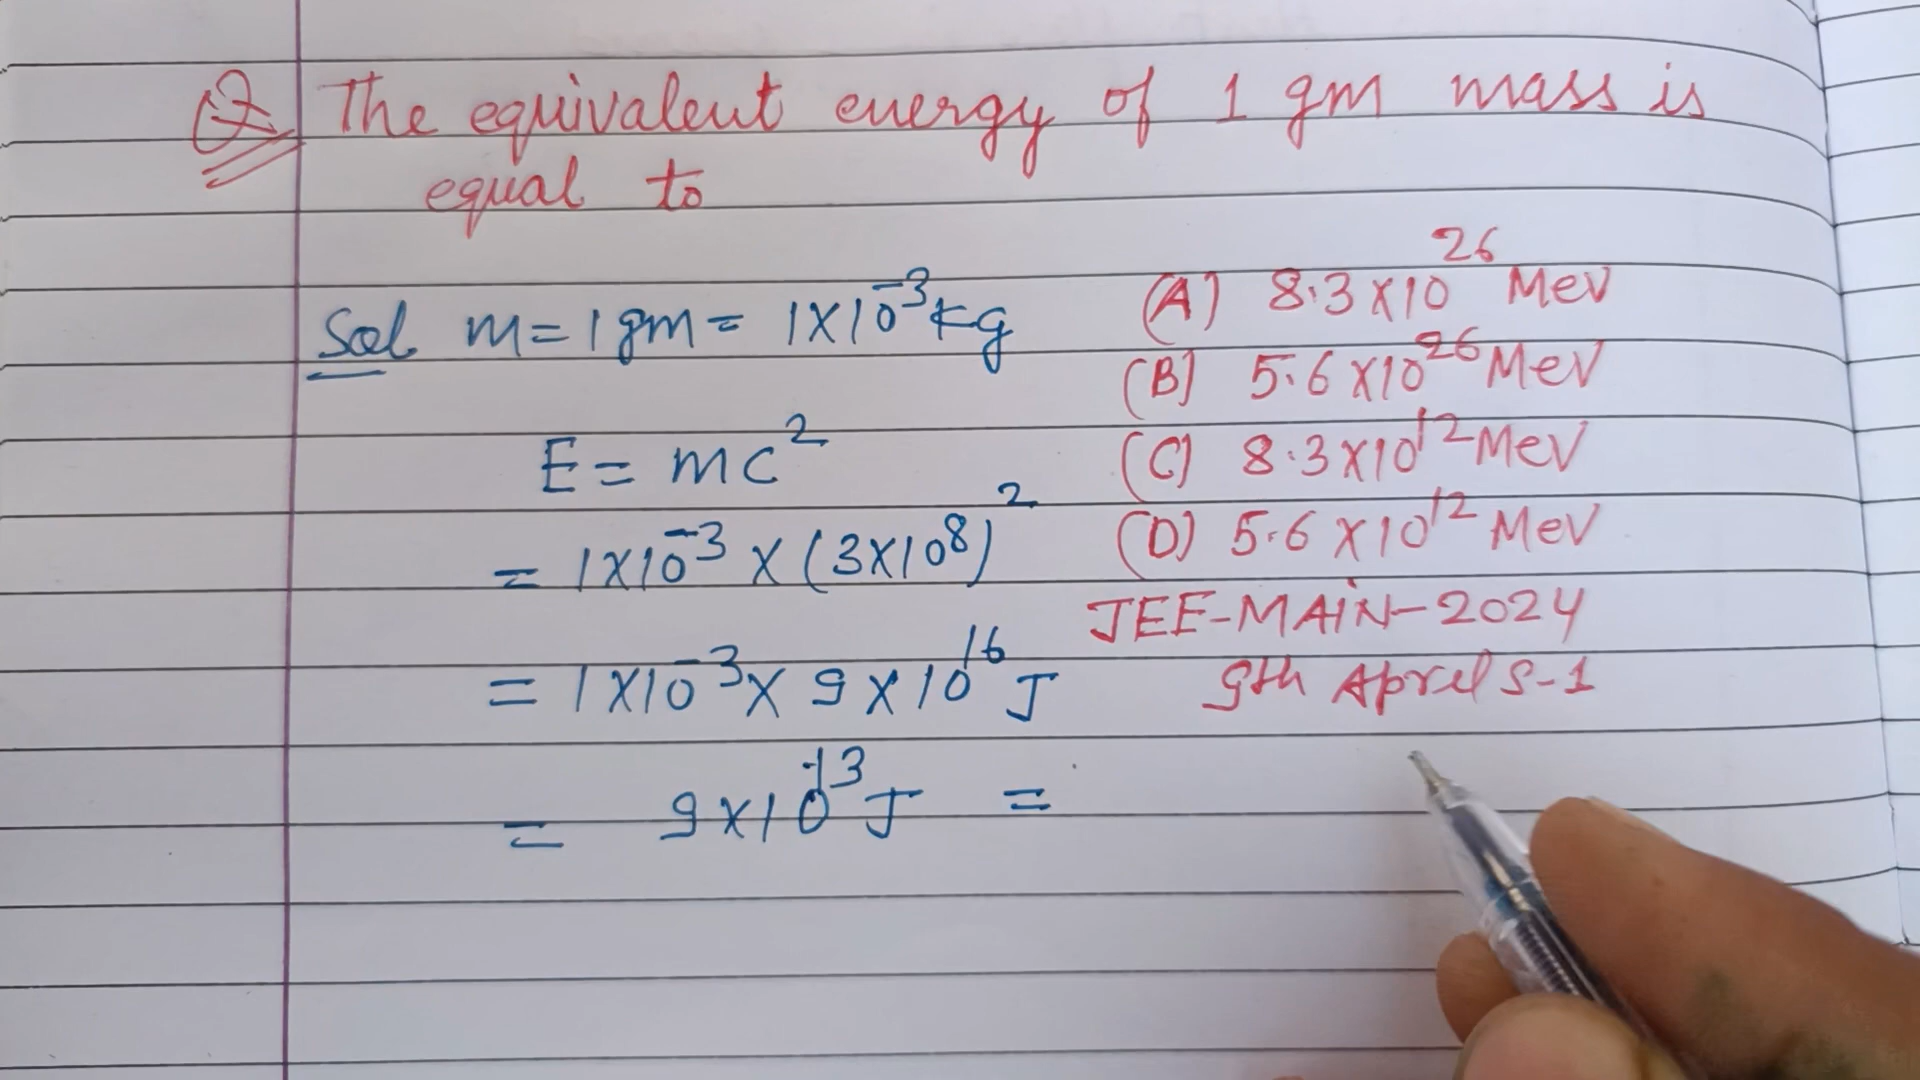 Q The equivalent energy of 1 gm mass is
equal to
Sol m = 1 gm = 1×10⁻³ kg
E = mc²
= 1×10⁻³ × (3×10⁸)²
= 1×10⁻³ × 9×10¹⁶ J
= 9×10¹³ J =
(A) 8.3×10²⁶ MeV
(B) 5.6×10²⁶ MeV
(C) 8.3×10¹² MeV
(D) 5.6×10¹² MeV
JEE-MAIN-2024
9th April S-1